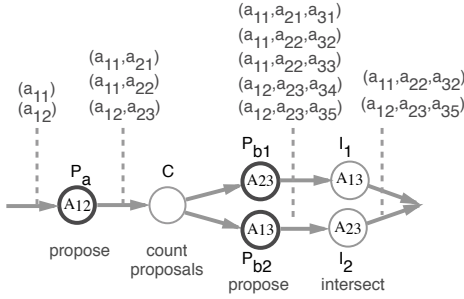 (a11)
(a12)
(a11,a21)
(a11,a22)
(a12,a23)
(a11,a21,a31)
(a11,a22,a32)
(a11,a22,a33)
(a12,a23,a34)
(a12,a23,a35)
(a11,a22,a32)
(a12,a23,a35)
Pa
C
Pb1
I1
A12
A23
A13
A13
A23
Pb2
I2
propose
count
proposals
propose
intersect